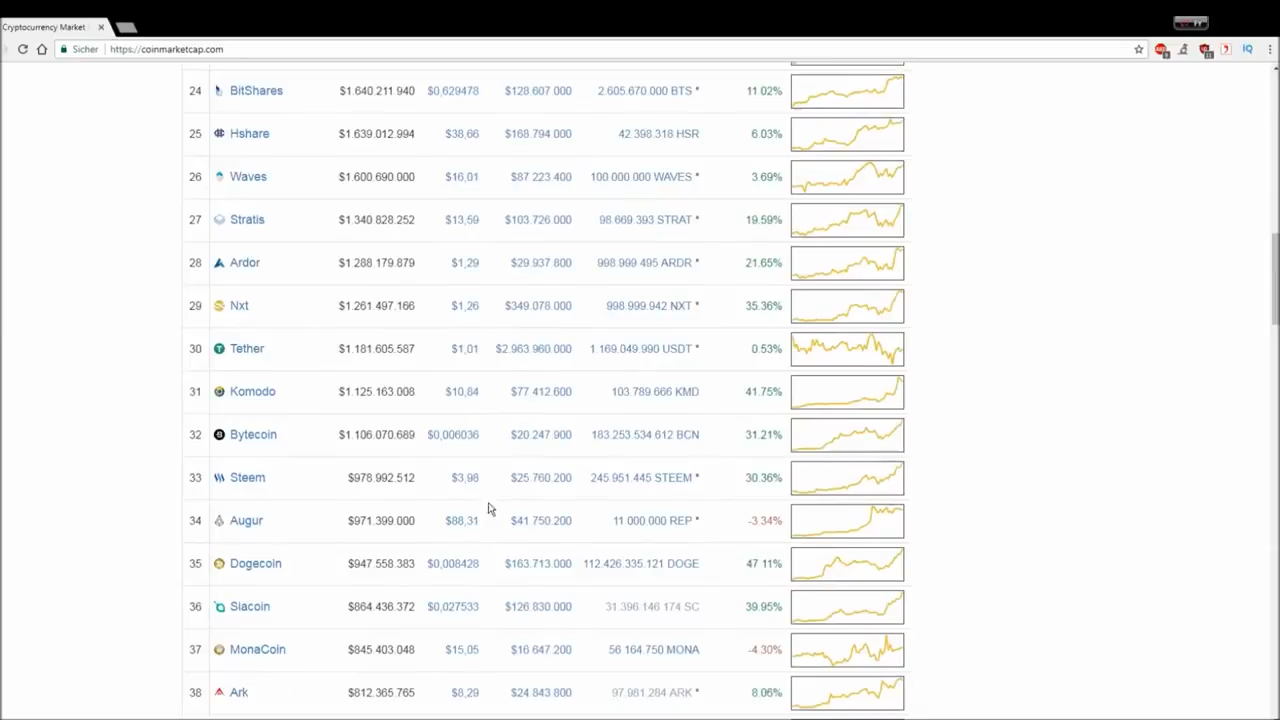 Cryptocurrency Market
Sicher https://coinmarketcap.com
24 BitShares $1.640 211.940 $0,629478 $128.607 000 2.605.670 000 BTS * 11.02%
25 Hshare $1.639 012.994 $38,66 $168.794 000 42.398.318 HSR 6.03%
26 Waves $1.600 690 000 $16,01 $87 223.400 100 000 000 WAVES * 3.69%
27 Stratis $1.340 828.252 $13,59 $103.726 000 98.669.393 STRAT * 19.59%
28 Ardor $1 288 179.879 $1,29 $29.937 800 998.999 495 ARDR * 21.65%
29 Nxt $1.261 497.166 $1,26 $349.078 000 998.999 942 NXT * 35.36%
30 Tether $1.181.605.587 $1,01 $2.963 960 000 1 169.049 990 USDT * 0.53%
31 Komodo $1.125 163 008 $10,84 $77 412.600 103.789 666 KMD 41.75%
32 Bytecoin $1.106.070.689 $0,006036 $20 247.900 183.253.534 612 BCN 31.21%
33 Steem $978 992.512 $3,98 $25 760.200 245 951.445 STEEM * 30.36%
34 Augur $971.399 000 $88,31 $41 750 200 11 000 000 REP * -3.34%
35 Dogecoin $947 558.383 $0,008428 $163.713 000 112.426 335.121 DOGE 47 11%
36 Siacoin $864 436.372 $0,027533 $126 830 000 31.396 146 174 SC 39.95%
37 MonaCoin $845 403 048 $15,05 $16 647 200 56 164 750 MONA -4.30%
38 Ark $812.365.765 $8,29 $24 843.800 97.981 284 ARK * 8.06%